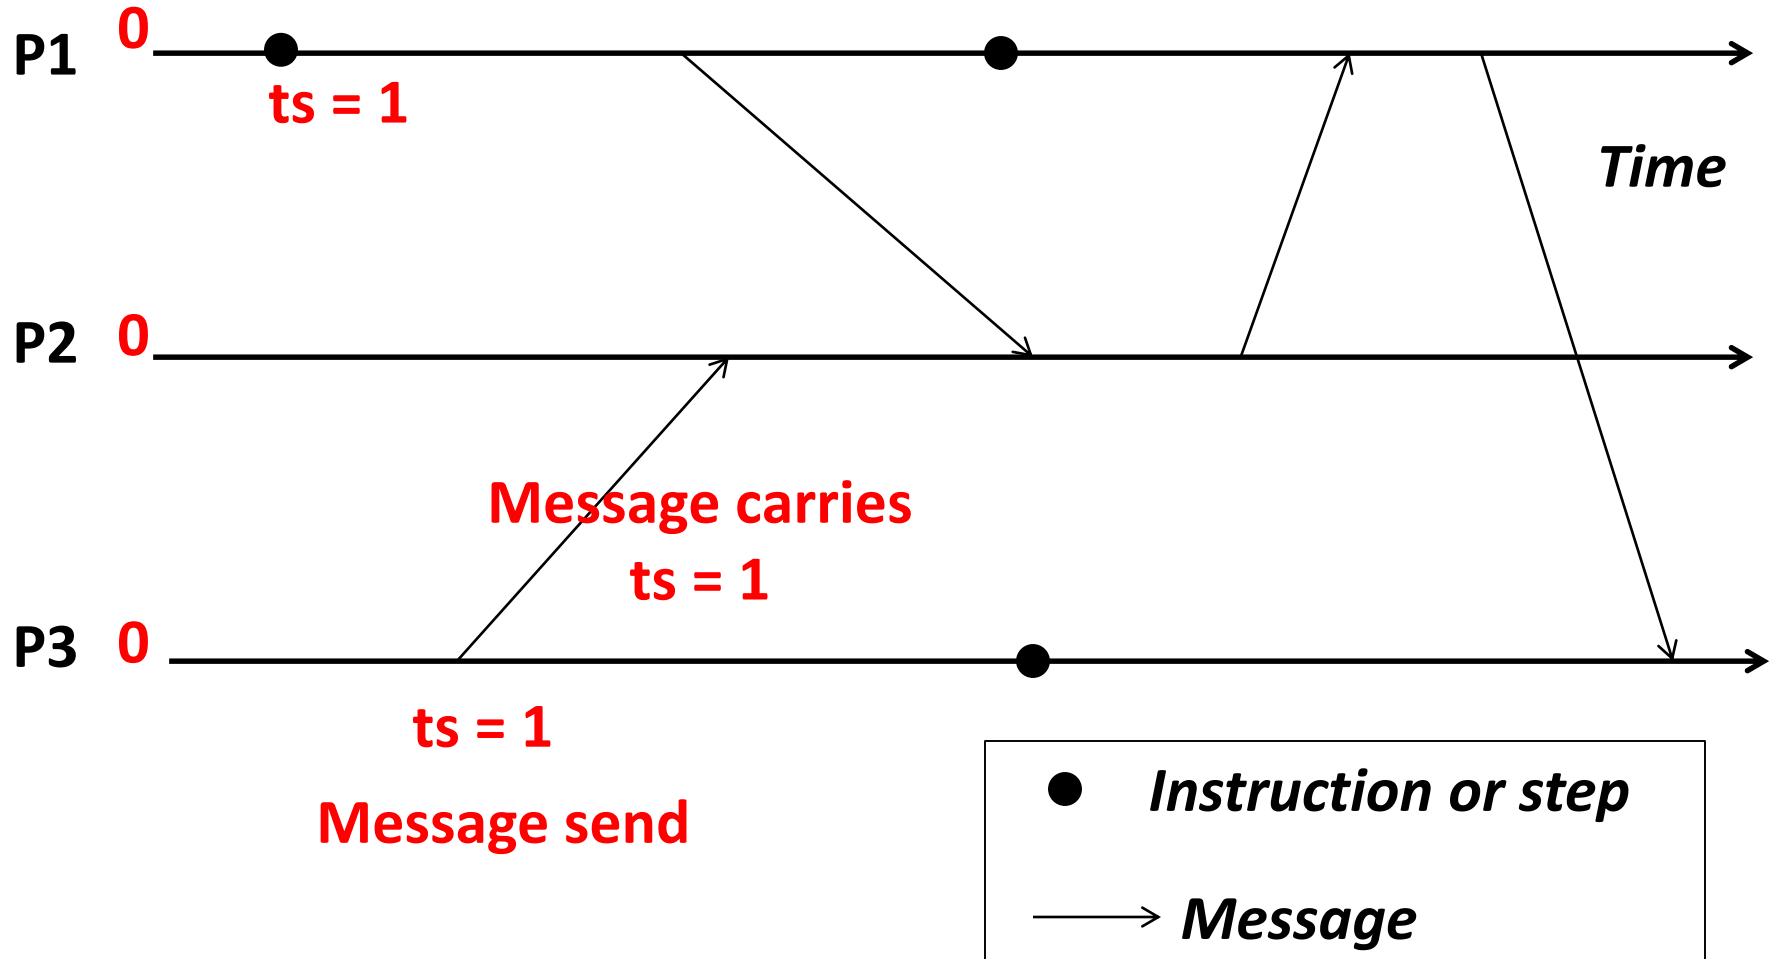 P1 0
ts = 1
Time
P2 0
Message carries
ts = 1
P3 0
ts = 1
Message send
Instruction or step
Message